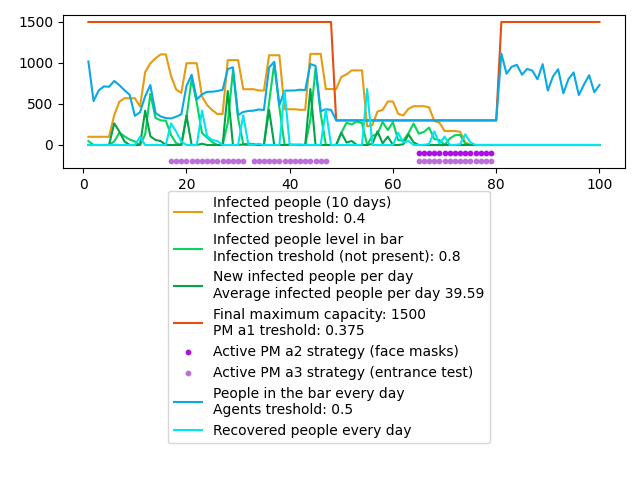 1500
1000
500
0
0
20
40
60
80
100
Infected people (10 days)
Infection treshold: 0.4
Infected people level in bar
Infection treshold (not present): 0.8
New infected people per day
Average infected people per day 39.59
Final maximum capacity: 1500
PM a1 treshold: 0.375
Active PM a2 strategy (face masks)
Active PM a3 strategy (entrance test)
People in the bar every day
Agents treshold: 0.5
Recovered people every day